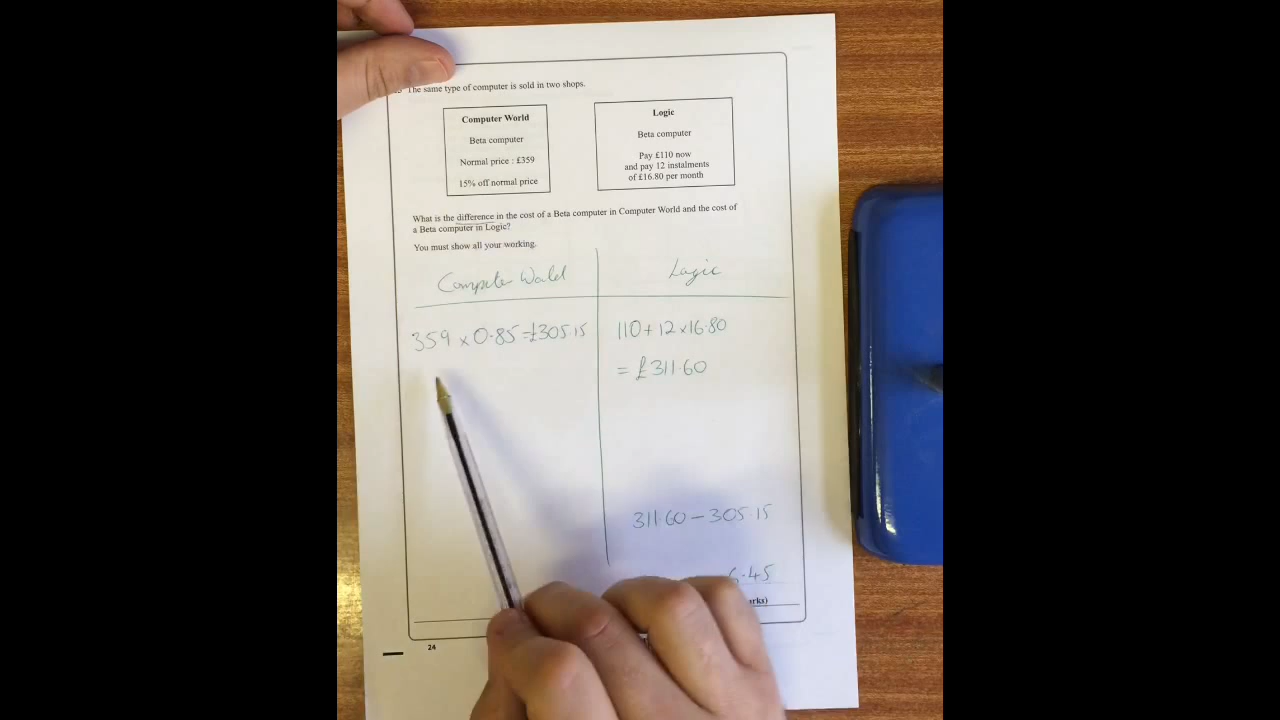 The same type of computer is sold in two shops.
Computer World
Beta computer
Normal price : £359
15% off normal price
Logic
Beta computer
Pay £110 now
and pay 12 instalments
of £16.80 per month
What is the difference in the cost of a Beta computer in Computer World and the cost of
a Beta computer in Logic?
You must show all your working.
Computer World
Logic
359 × 0.85 = £305.15
110 + 12 × 16.80
= £311.60
311.60 – 305.15
6.45
24